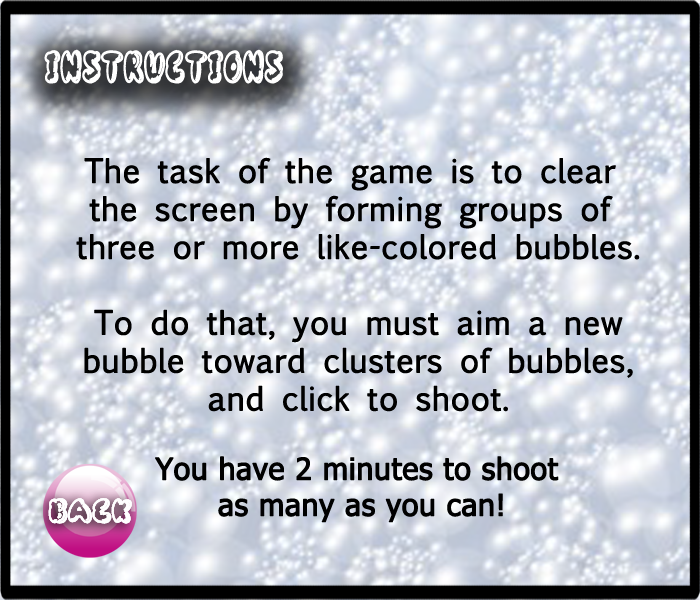 INSTRUCTIONS
The task of the game is to clear
the screen by forming groups of
three or more like-colored bubbles.
To do that, you must aim a new
bubble toward clusters of bubbles,
and click to shoot.
You have 2 minutes to shoot
as many as you can!
BACK